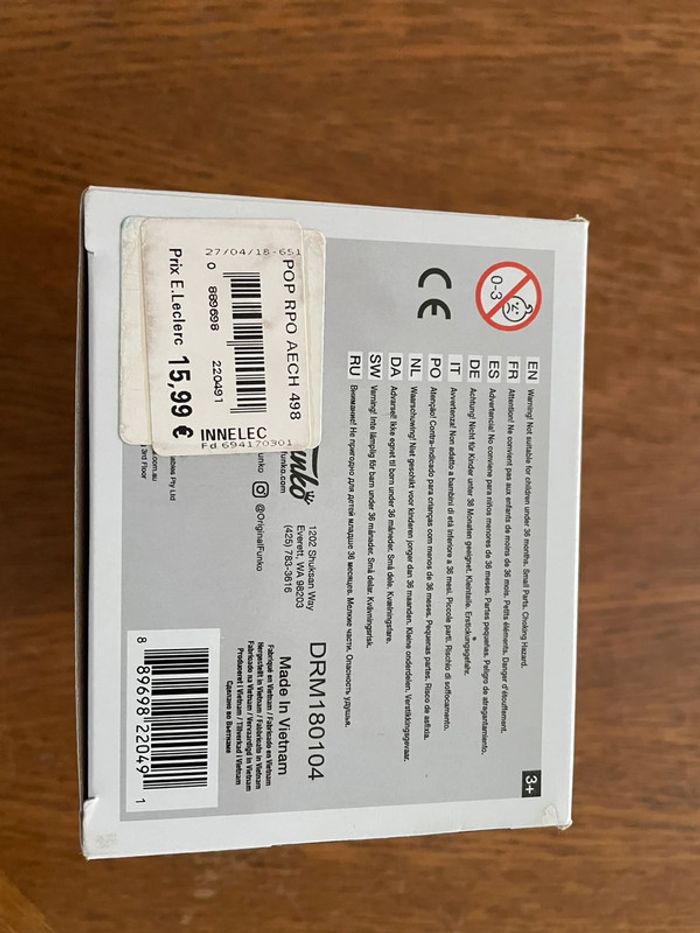 0-3
CE
EN Warning! Not suitable for children under 36 months. Small Parts. Choking Hazard.
FR Attention! Ne convient pas aux enfants de moins de 36 mois. Petits éléments. Danger d'étouffement.
ES Advertencia! No conviene para niños menores de 36 meses. Partes pequeñas. Peligro de atragantamiento.
DE Achtung! Nicht für Kinder unter 36 Monaten geeignet. Kleinteile. Erstickungsgefahr.
IT Avvertenza! Non adatto a bambini di età inferiore a 36 mesi. Piccole parti. Rischio di soffocamento.
PO Atenção! Contra-indicado para crianças com menos de 36 meses. Pequenas partes. Risco de asfixia.
NL Waarschuwing! Niet geschikt voor kinderen jonger dan 36 maanden. Kleine onderdelen. Verstikkingsgevaar.
DA Advarsel! Ikke egnet til børn under 36 måneder. Små dele. Kvælningsfare.
SW Varning! Inte lämplig för barn under 36 månader. Små delar. Kvävningsrisk.
RU Внимание! Не пригодно для детей младше 36 месяцев. Мелкие части. Опасность удушья.
3+
POP RPO AECH 498
27/04/18-651
0 889698 220491
INNELEC
Fd 694170301
Prix E.Leclerc 15,99 €
funko.com
@OriginalFunko
1202 Shuksan Way
Everett, WA 98203
(425) 783-3616
Pty Ltd
3rd Floor
.com.au
DRM180104
Made In Vietnam
Fabriqué en Vietnam / Fabricado en Vietnam
Hergestellt in Vietnam / Fabbricato in Vietnam
Fabricado na Vietnam / Vervaardigd in Vietnam
Produceret i Vietnam / Tillverkad i Vietnam
Сделано во Вьетнаме
8 89698 22049 1